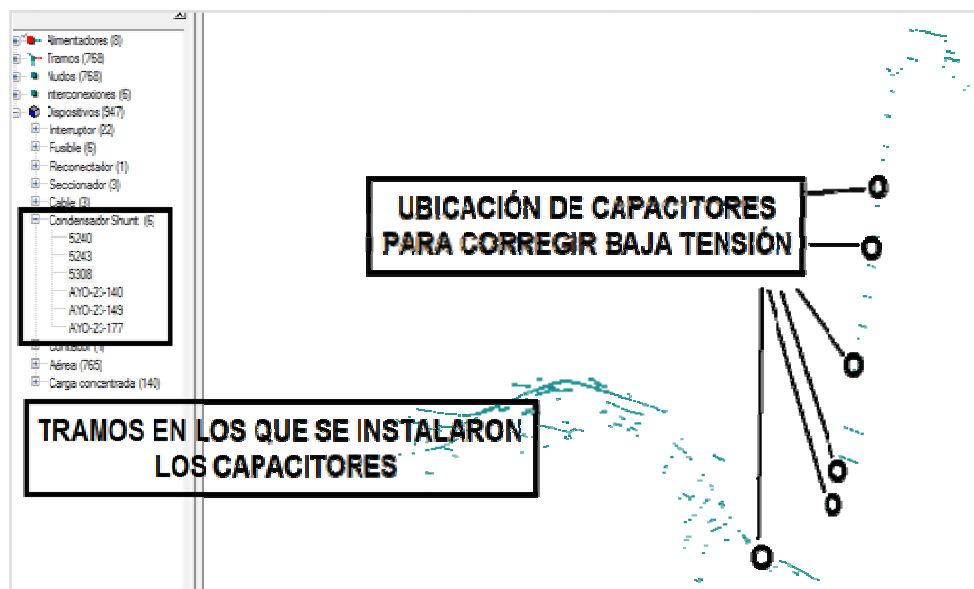 Alimentadores (8)
Tramos (768)
Nudos (768)
Interconexiones (6)
Dispositivos (947)
Interruptor (22)
Fusible (6)
Reconectador (1)
Seccionador (3)
Cable (3)
Condensador Shunt (6)
5240
5243
5308
AYO-23-140
AYO-23-149
AYO-23-177
Contador (1)
Aérea (765)
Carga concentrada (140)
UBICACIÓN DE CAPACITORES
PARA CORREGIR BAJA TENSIÓN
TRAMOS EN LOS QUE SE INSTALARON
LOS CAPACITORES